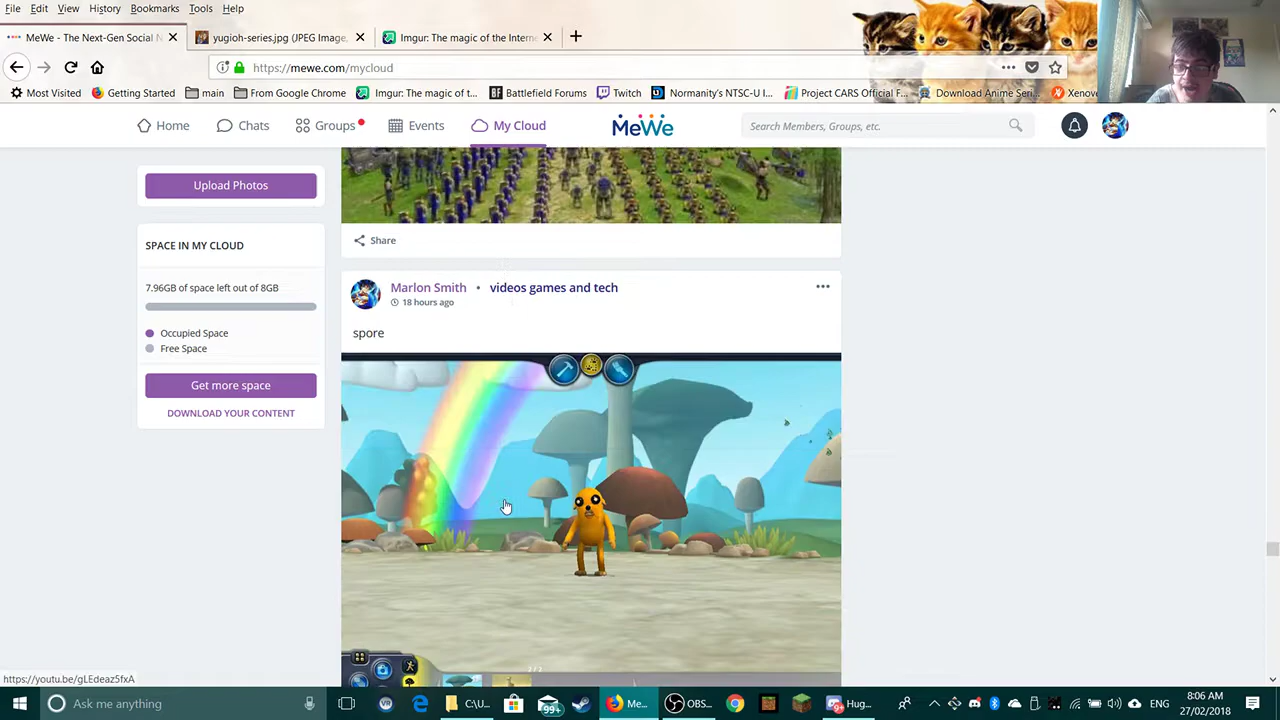 File Edit View History Bookmarks Tools Help
MeWe - The Next-Gen Social N
yugioh-series.jpg (JPEG Image,
Imgur: The magic of the Intern
https://mewe.com/mycloud
Most Visited Getting Started main From Google Chrome Imgur: The magic of t... Battlefield Forums Twitch Normanity's NTSC-U I... Project CARS Official F... Download Anime Seri... Xenove
Home Chats Groups Events My Cloud MeWe Search Members, Groups, etc.
Upload Photos
SPACE IN MY CLOUD
7.96GB of space left out of 8GB
Occupied Space
Free Space
Get more space
DOWNLOAD YOUR CONTENT
Share
Marlon Smith • videos games and tech
18 hours ago
spore
https://youtu.be/gLEdeaz5fxA
Ask me anything
99+
C:\U...
Me...
OBS...
Hug...
ENG
8:06 AM
27/02/2018